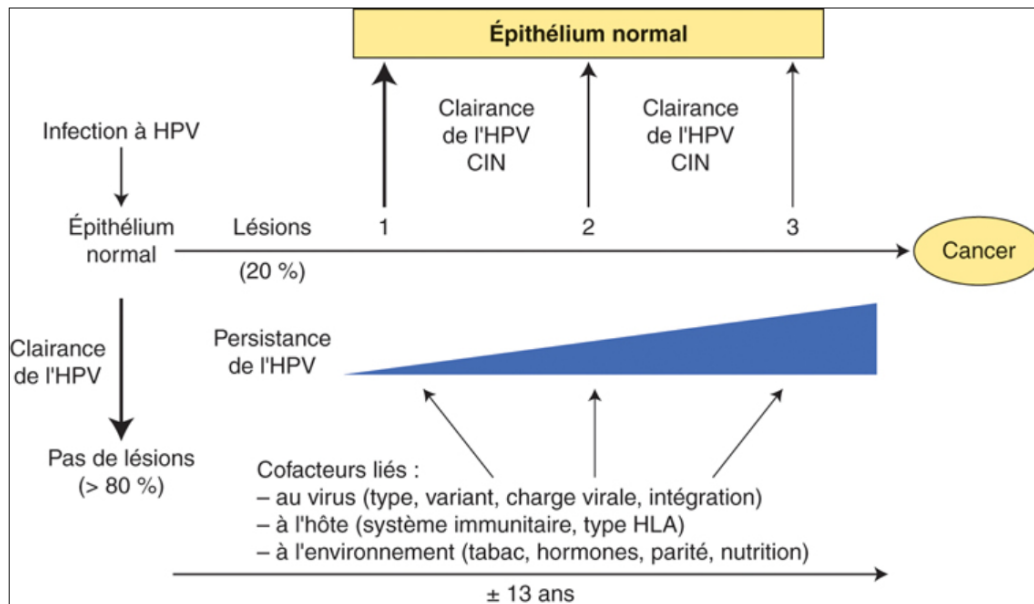 Épithélium normal
Infection à HPV
Clairance
de l'HPV
CIN
Clairance
de l'HPV
CIN
Épithélium
normal
Lésions
(20 %)
1
2
3
Cancer
Clairance
de l'HPV
Persistance
de l'HPV
Pas de lésions
(> 80 %)
Cofacteurs liés :
– au virus (type, variant, charge virale, intégration)
– à l'hôte (système immunitaire, type HLA)
– à l'environnement (tabac, hormones, parité, nutrition)
± 13 ans